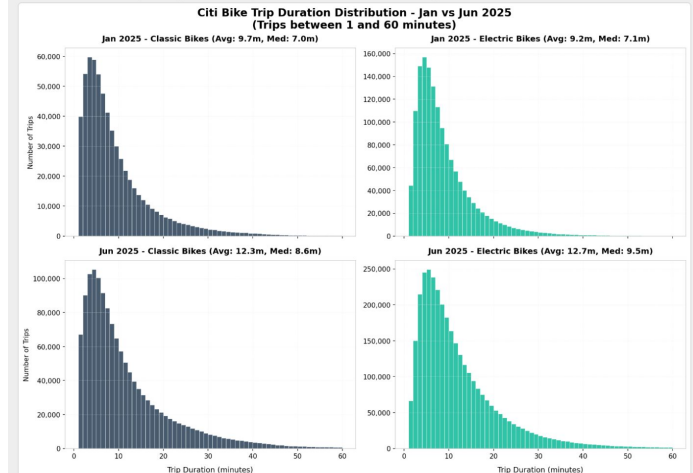 Citi Bike Trip Duration Distribution - Jan vs Jun 2025
(Trips between 1 and 60 minutes)
Jan 2025 - Classic Bikes (Avg: 9.7m, Med: 7.0m)
Jan 2025 - Electric Bikes (Avg: 9.2m, Med: 7.1m)
Number of Trips
60,000
50,000
40,000
30,000
20,000
10,000
0
160,000
140,000
120,000
100,000
80,000
60,000
40,000
20,000
0
Jun 2025 - Classic Bikes (Avg: 12.3m, Med: 8.6m)
Jun 2025 - Electric Bikes (Avg: 12.7m, Med: 9.5m)
Number of Trips
100,000
80,000
60,000
40,000
20,000
0
0 10 20 30 40 50 60
Trip Duration (minutes)
250,000
200,000
150,000
100,000
50,000
0
0 10 20 30 40 50 60
Trip Duration (minutes)